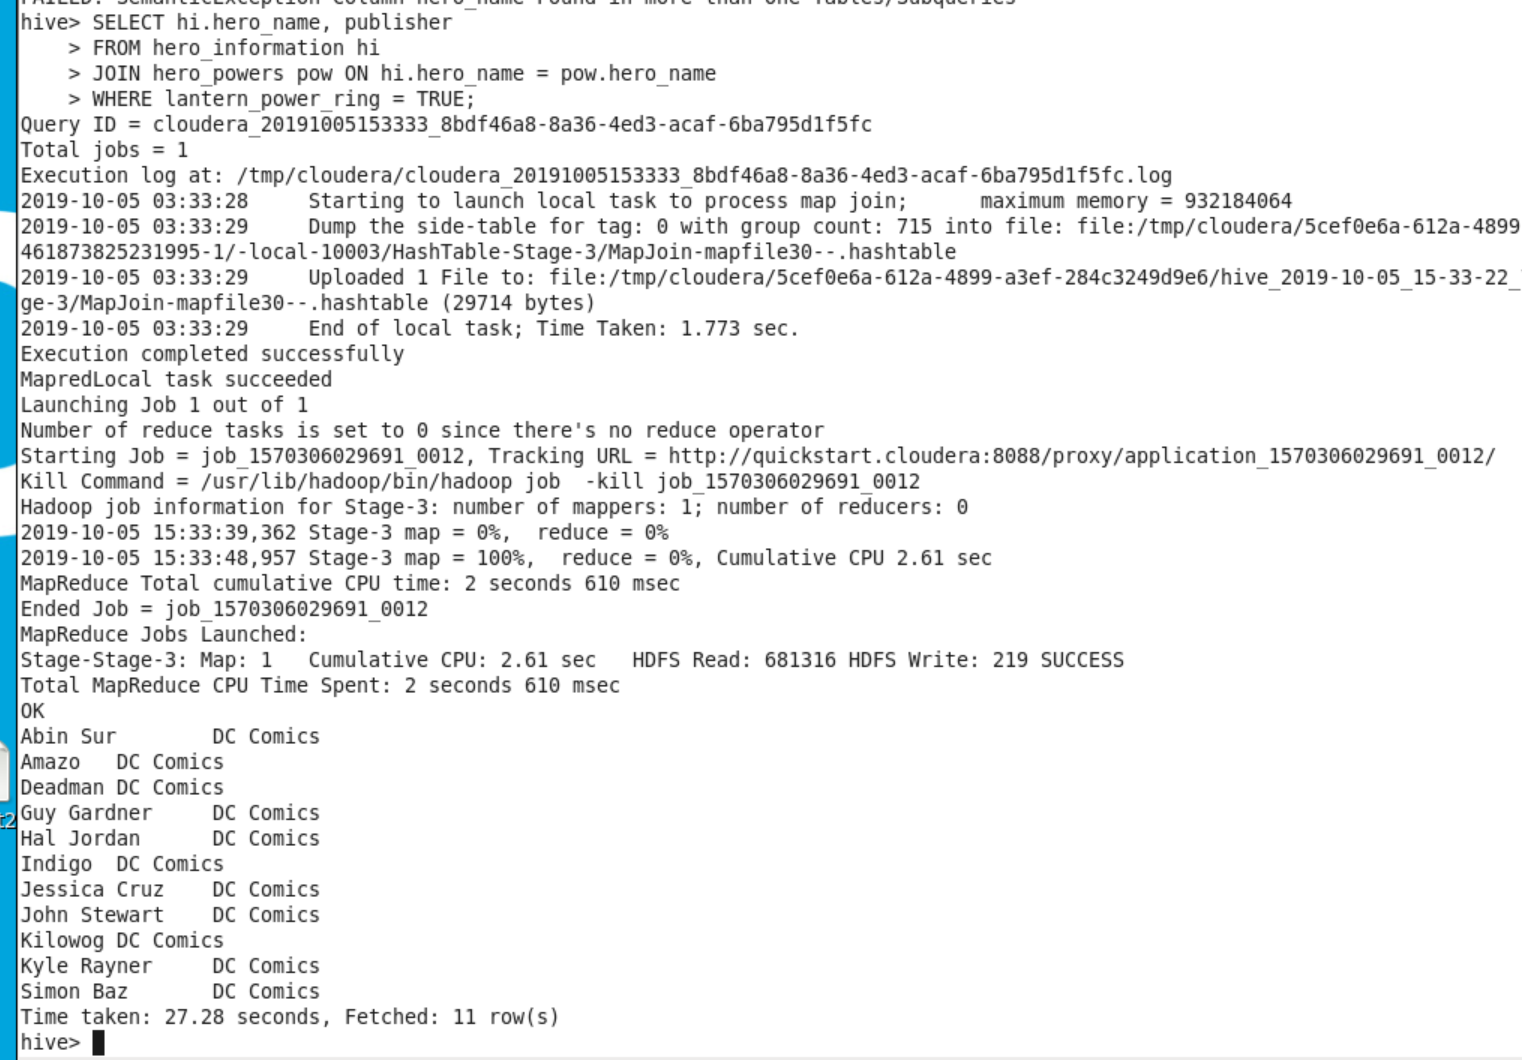 FAILED: SemanticException Column hero_name Found in more than One Tables/Subqueries
hive> SELECT hi.hero_name, publisher
    > FROM hero_information hi
    > JOIN hero_powers pow ON hi.hero_name = pow.hero_name
    > WHERE lantern_power_ring = TRUE;
Query ID = cloudera_20191005153333_8bdf46a8-8a36-4ed3-acaf-6ba795d1f5fc
Total jobs = 1
Execution log at: /tmp/cloudera/cloudera_20191005153333_8bdf46a8-8a36-4ed3-acaf-6ba795d1f5fc.log
2019-10-05 03:33:28     Starting to launch local task to process map join;      maximum memory = 932184064
2019-10-05 03:33:29     Dump the side-table for tag: 0 with group count: 715 into file: file:/tmp/cloudera/5cef0e6a-612a-4899
461873825231995-1/-local-10003/HashTable-Stage-3/MapJoin-mapfile30--.hashtable
2019-10-05 03:33:29     Uploaded 1 File to: file:/tmp/cloudera/5cef0e6a-612a-4899-a3ef-284c3249d9e6/hive_2019-10-05_15-33-22_
ge-3/MapJoin-mapfile30--.hashtable (29714 bytes)
2019-10-05 03:33:29     End of local task; Time Taken: 1.773 sec.
Execution completed successfully
MapredLocal task succeeded
Launching Job 1 out of 1
Number of reduce tasks is set to 0 since there's no reduce operator
Starting Job = job_1570306029691_0012, Tracking URL = http://quickstart.cloudera:8088/proxy/application_1570306029691_0012/
Kill Command = /usr/lib/hadoop/bin/hadoop job  -kill job_1570306029691_0012
Hadoop job information for Stage-3: number of mappers: 1; number of reducers: 0
2019-10-05 15:33:39,362 Stage-3 map = 0%,  reduce = 0%
2019-10-05 15:33:48,957 Stage-3 map = 100%,  reduce = 0%, Cumulative CPU 2.61 sec
MapReduce Total cumulative CPU time: 2 seconds 610 msec
Ended Job = job_1570306029691_0012
MapReduce Jobs Launched:
Stage-Stage-3: Map: 1   Cumulative CPU: 2.61 sec   HDFS Read: 681316 HDFS Write: 219 SUCCESS
Total MapReduce CPU Time Spent: 2 seconds 610 msec
OK
Abin Sur        DC Comics
Amazo   DC Comics
Deadman DC Comics
Guy Gardner     DC Comics
Hal Jordan      DC Comics
Indigo  DC Comics
Jessica Cruz    DC Comics
John Stewart    DC Comics
Kilowog DC Comics
Kyle Rayner     DC Comics
Simon Baz       DC Comics
Time taken: 27.28 seconds, Fetched: 11 row(s)
hive>